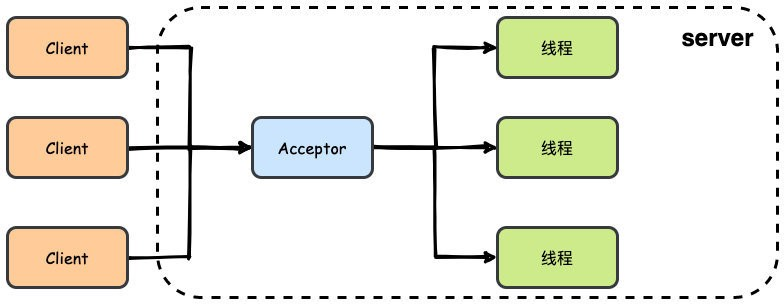 Client
线程
server
Client
Acceptor
线程
Client
线程